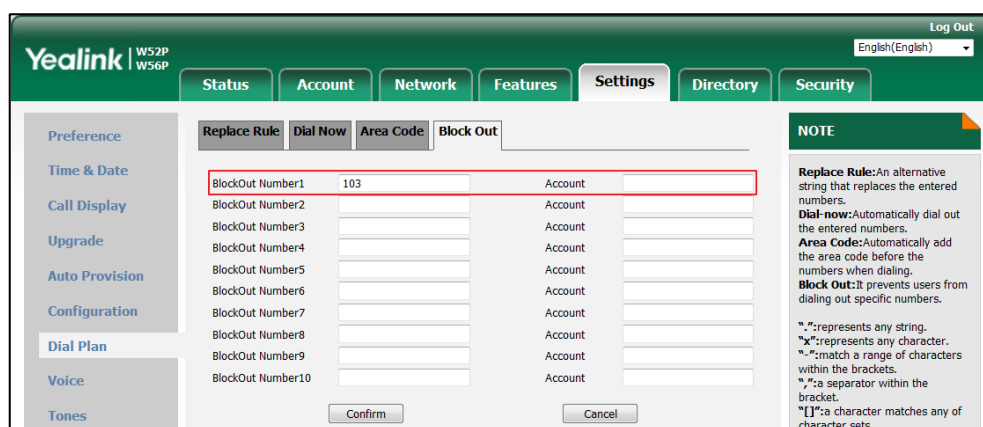 Log Out
Yealink | W52P
W56P
English(English)
Status Account Network Features Settings Directory Security
Preference
Time & Date
Call Display
Upgrade
Auto Provision
Configuration
Dial Plan
Voice
Tones
Replace Rule Dial Now Area Code Block Out
BlockOut Number1 103 Account
BlockOut Number2 Account
BlockOut Number3 Account
BlockOut Number4 Account
BlockOut Number5 Account
BlockOut Number6 Account
BlockOut Number7 Account
BlockOut Number8 Account
BlockOut Number9 Account
BlockOut Number10 Account
Confirm Cancel
NOTE
Replace Rule:An alternative
string that replaces the entered
numbers.
Dial-now:Automatically dial out
the entered numbers.
Area Code:Automatically add
the area code before the
numbers when dialing.
Block Out:It prevents users from
dialing out specific numbers.
".":represents any string.
"x":represents any character.
"-":match a range of characters
within the brackets.
",":a separator within the
bracket.
"[]":a character matches any of
character sets.